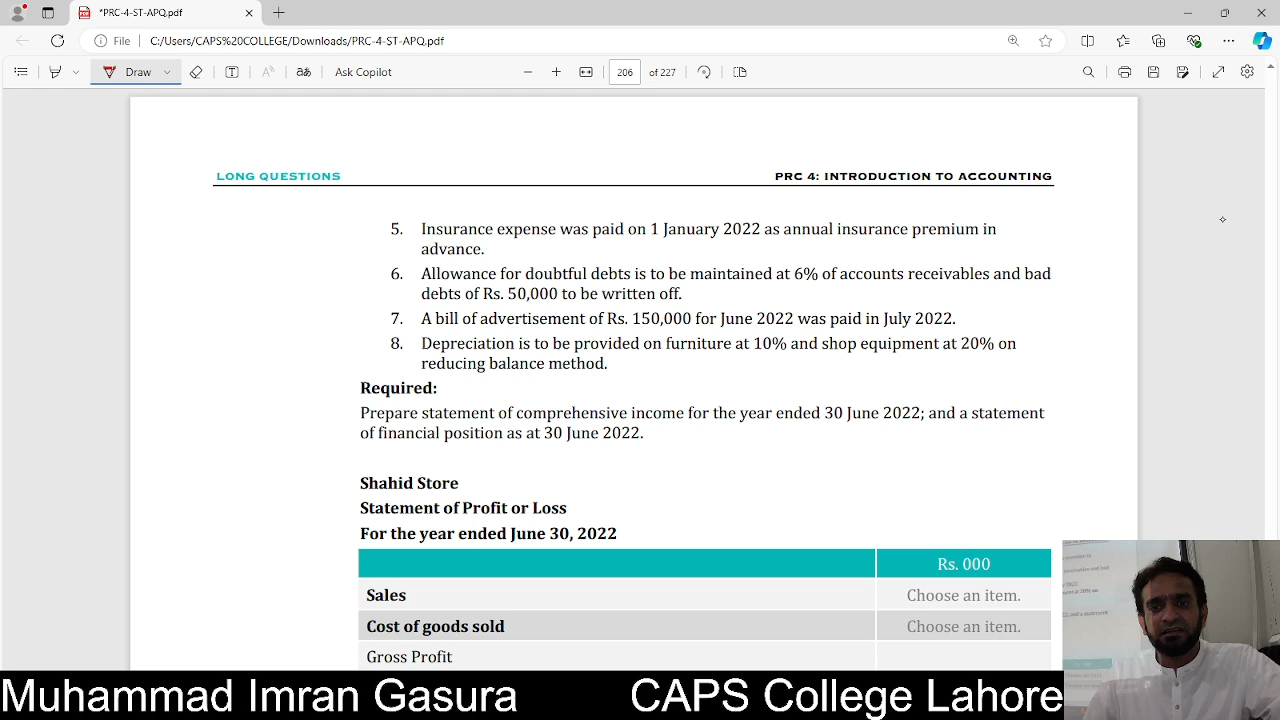 *PRC-4-ST-APQ.pdf
File C:/Users/CAPS%20COLLEGE/Downloads/PRC-4-ST-APQ.pdf
Draw Ask Copilot 206 of 227
LONG QUESTIONS PRC 4: INTRODUCTION TO ACCOUNTING
5. Insurance expense was paid on 1 January 2022 as annual insurance premium in
advance.
6. Allowance for doubtful debts is to be maintained at 6% of accounts receivables and bad
debts of Rs. 50,000 to be written off.
7. A bill of advertisement of Rs. 150,000 for June 2022 was paid in July 2022.
8. Depreciation is to be provided on furniture at 10% and shop equipment at 20% on
reducing balance method.
Required:
Prepare statement of comprehensive income for the year ended 30 June 2022; and a statement
of financial position as at 30 June 2022.
Shahid Store
Statement of Profit or Loss
For the year ended June 30, 2022
Rs. 000
Sales Choose an item.
Cost of goods sold Choose an item.
Gross Profit
Muhammad Imran Gasura CAPS College Lahore